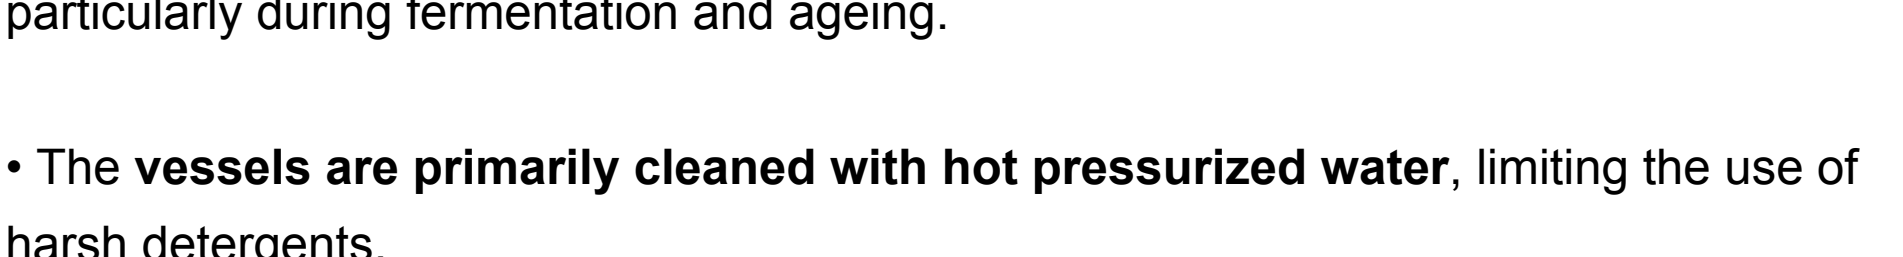 particularly during fermentation and ageing.
• The vessels are primarily cleaned with hot pressurized water, limiting the use of
harsh detergents.